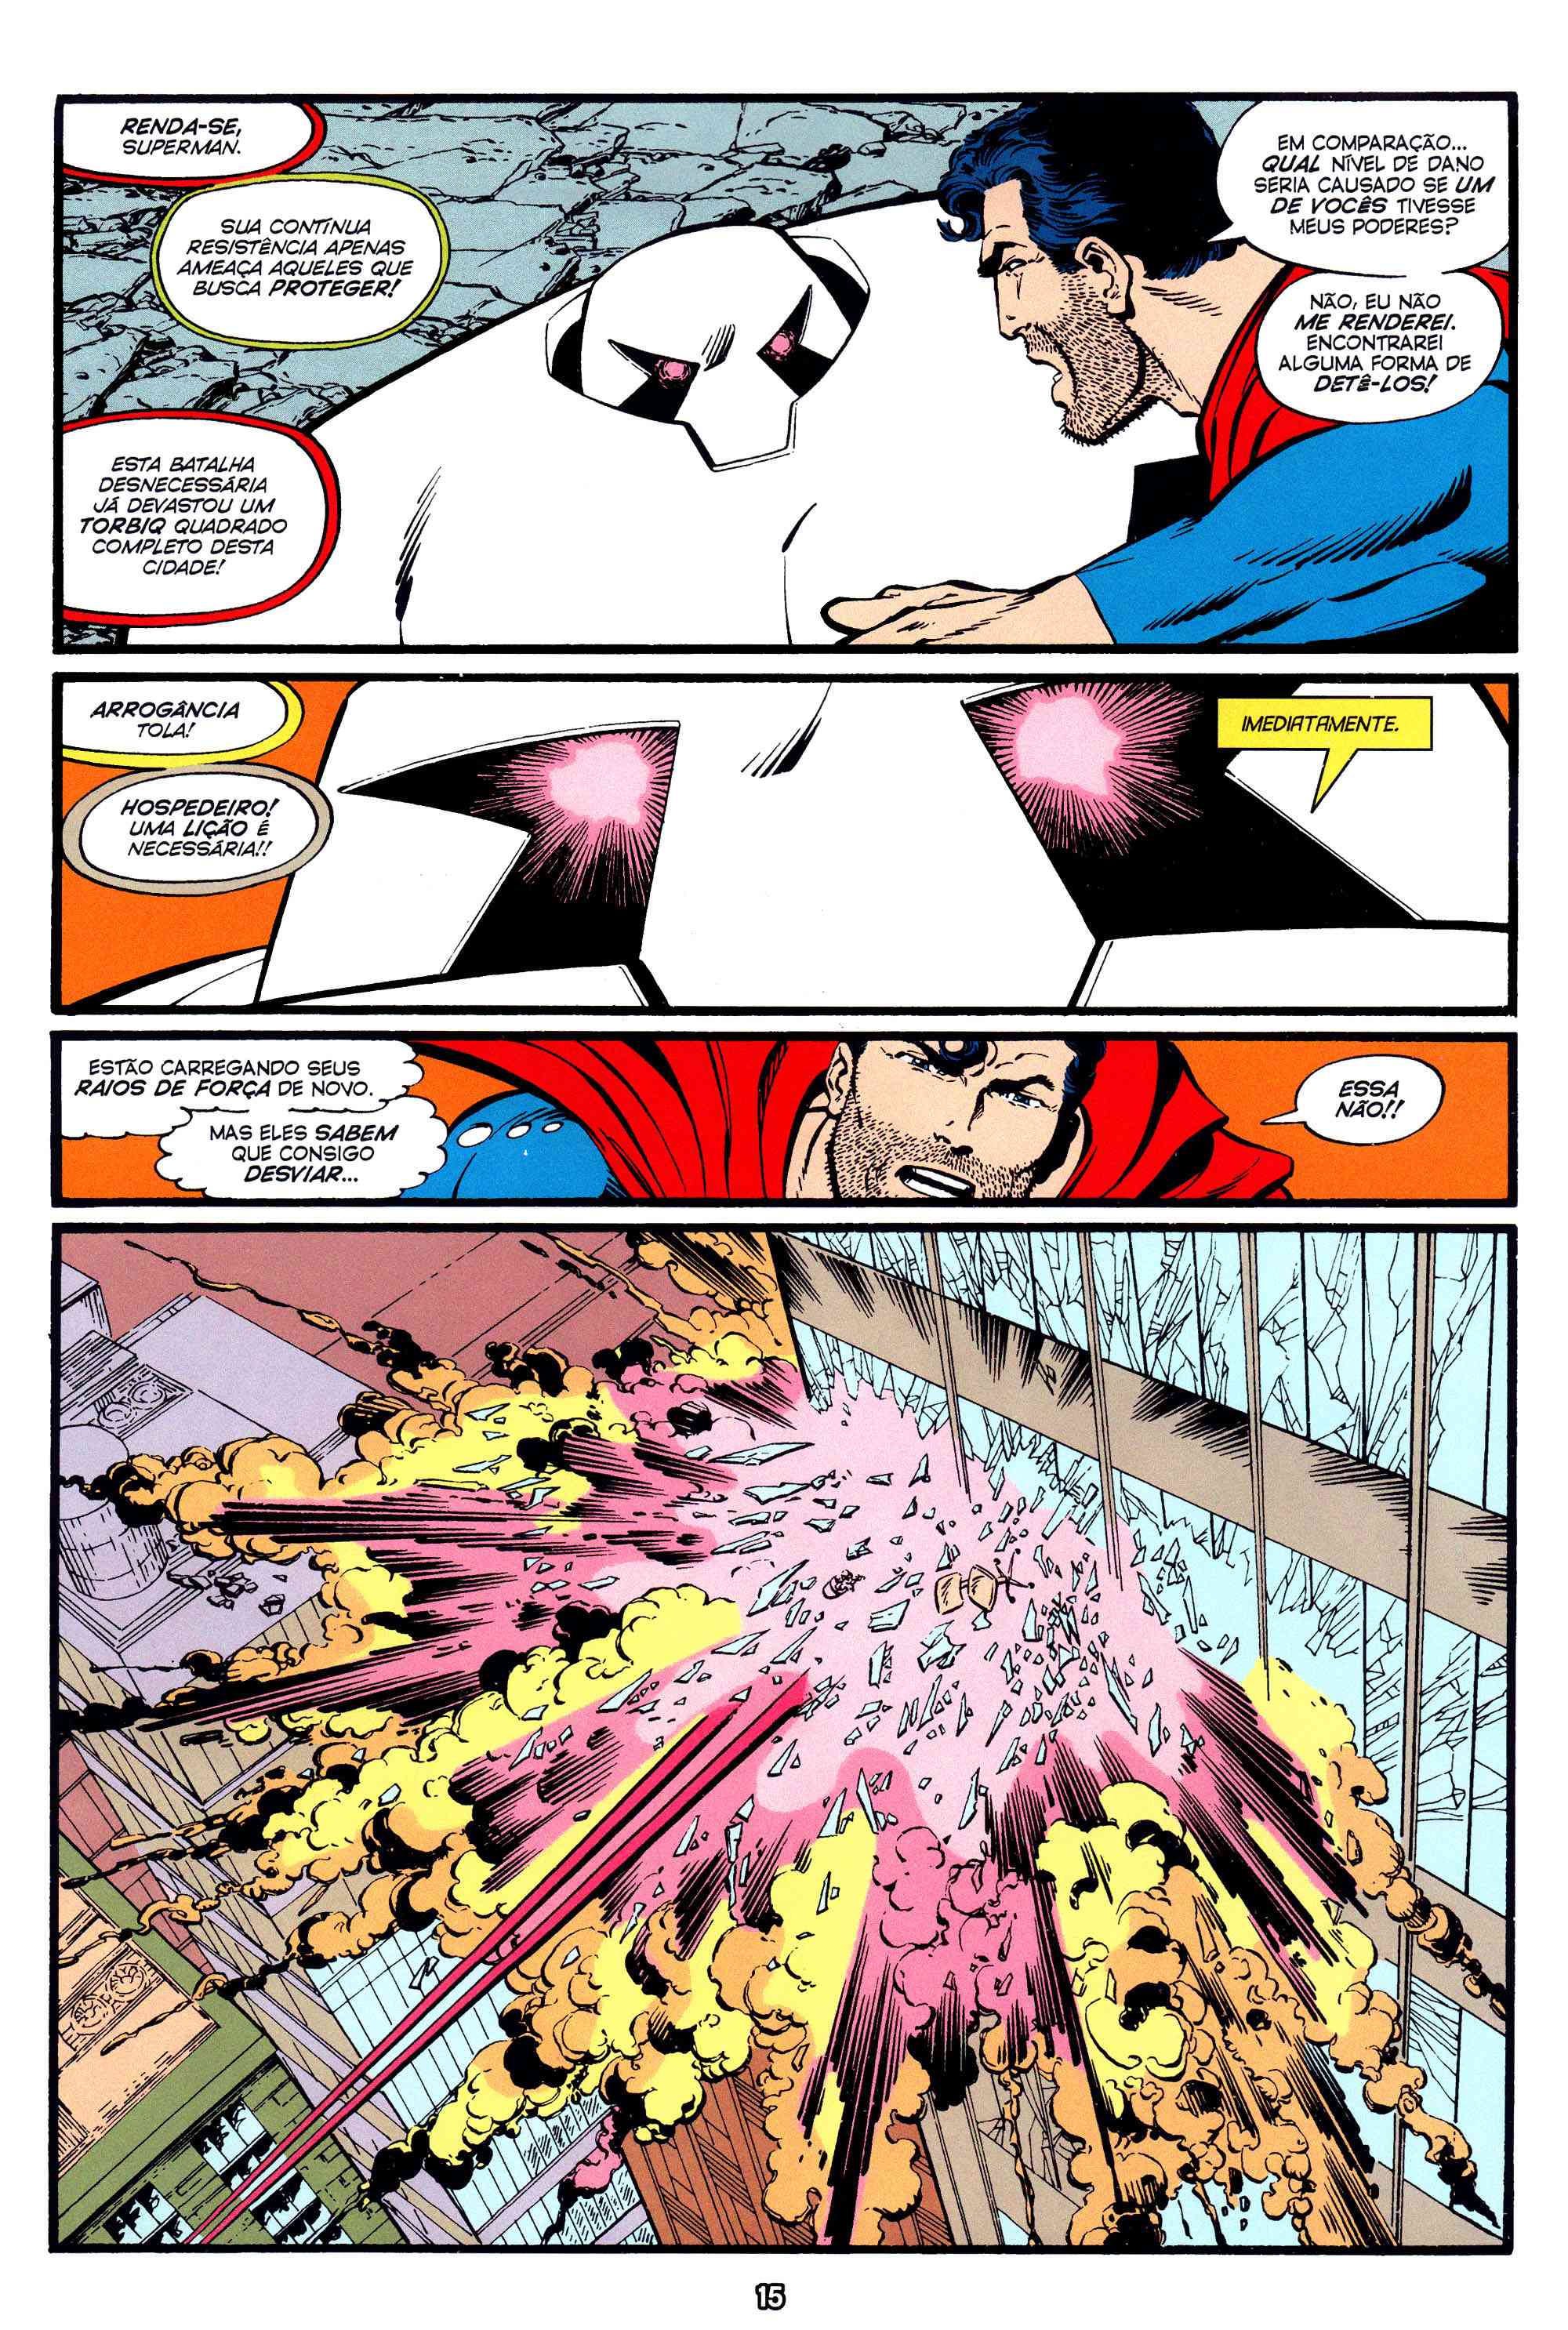 RENDA-SE,
SUPERMAN.
SUA CONTÍNUA
RESISTÊNCIA APENAS
AMEAÇA AQUELES QUE
BUSCA PROTEGER!
ESTA BATALHA
DESNECESSÁRIA
JÁ DEVASTOU UM
TORBIQ QUADRADO
COMPLETO DESTA
CIDADE!
EM COMPARAÇÃO...
QUAL NÍVEL DE DANO
SERIA CAUSADO SE UM
DE VOCÊS TIVESSE
MEUS PODERES?
NÃO, EU NÃO
ME RENDEREI.
ENCONTRAREI
ALGUMA FORMA DE
DETÊ-LOS!
ARROGÂNCIA
TOLA!
HOSPEDEIRO!
UMA LIÇÃO É
NECESSÁRIA!!
IMEDIATAMENTE.
ESTÃO CARREGANDO SEUS
RAIOS DE FORÇA DE NOVO.
MAS ELES SABEM
QUE CONSIGO
DESVIAR...
ESSA
NÃO!!
15